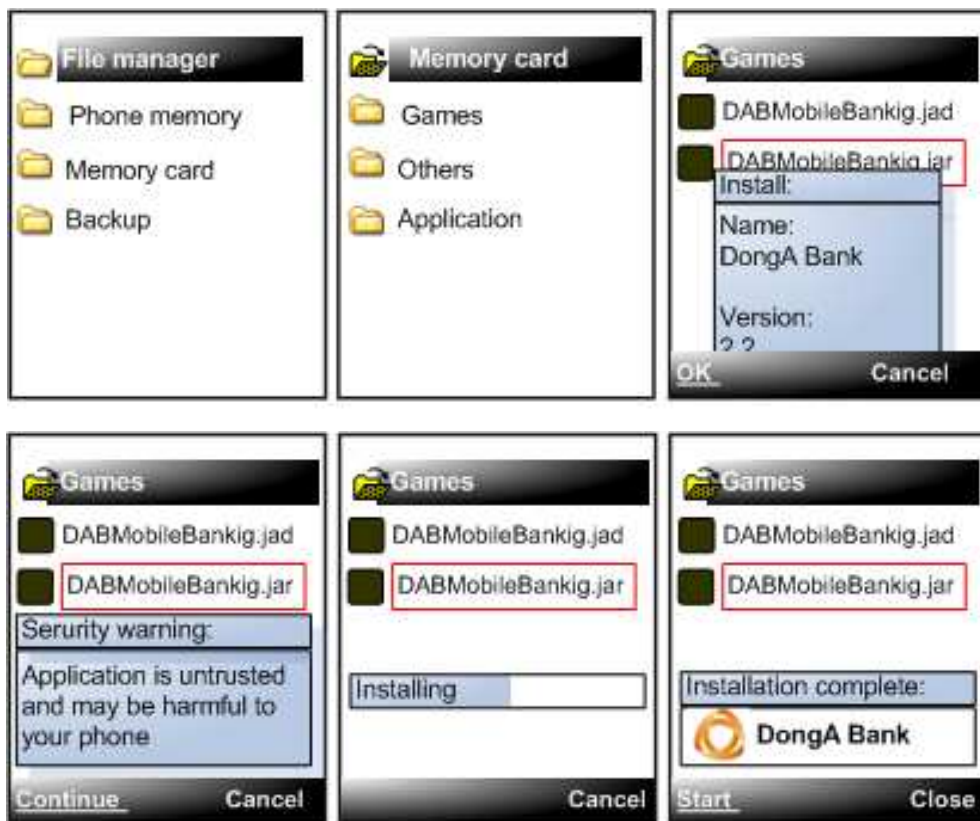 File manager
Phone memory
Memory card
Backup
Memory card
Games
Others
Application
Games
DABMobileBankig.jad
DABMobileBankig.jar
Install:
Name:
DongA Bank
Version:
2.2
OK
Cancel
Games
DABMobileBankig.jad
DABMobileBankig.jar
Serurity warning:
Application is untrusted
and may be harmful to
your phone
Continue
Cancel
Games
DABMobileBankig.jad
DABMobileBankig.jar
Installing
Cancel
Games
DABMobileBankig.jad
DABMobileBankig.jar
Installation complete:
DongA Bank
Start
Close